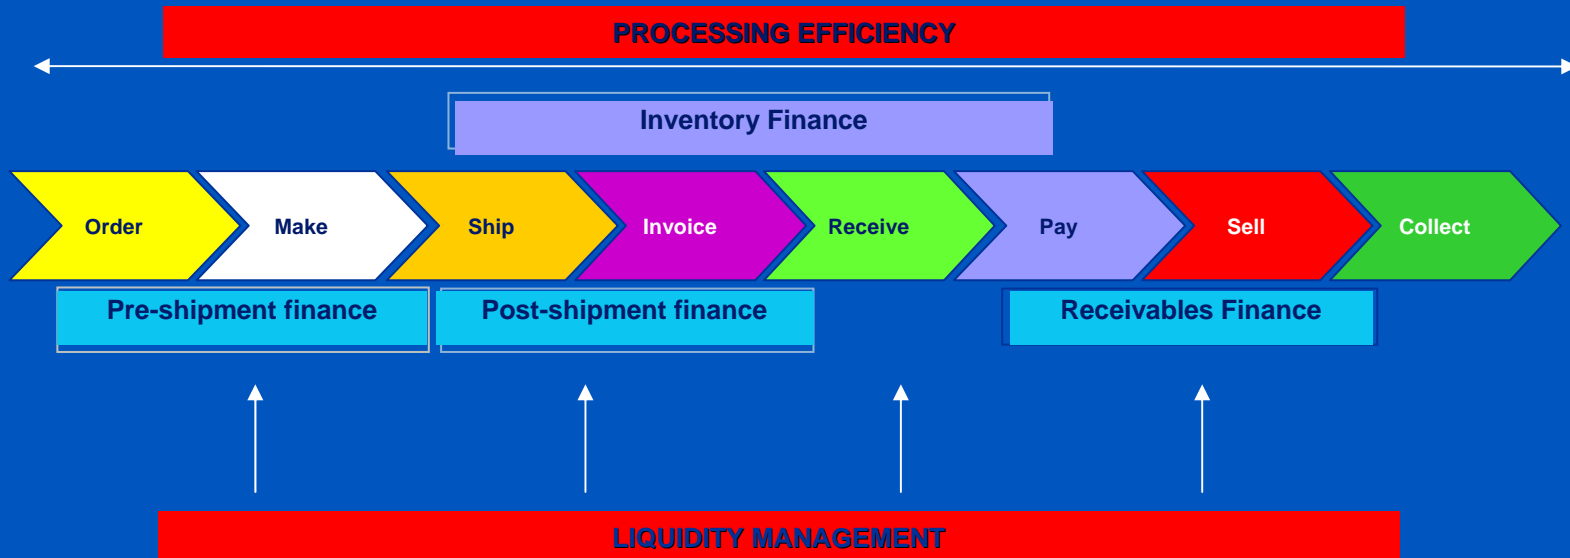 PROCESSING EFFICIENCY
Inventory Finance
Order
Make
Ship
Invoice
Receive
Pay
Sell
Collect
Pre-shipment finance
Post-shipment finance
Receivables Finance
LIQUIDITY MANAGEMENT